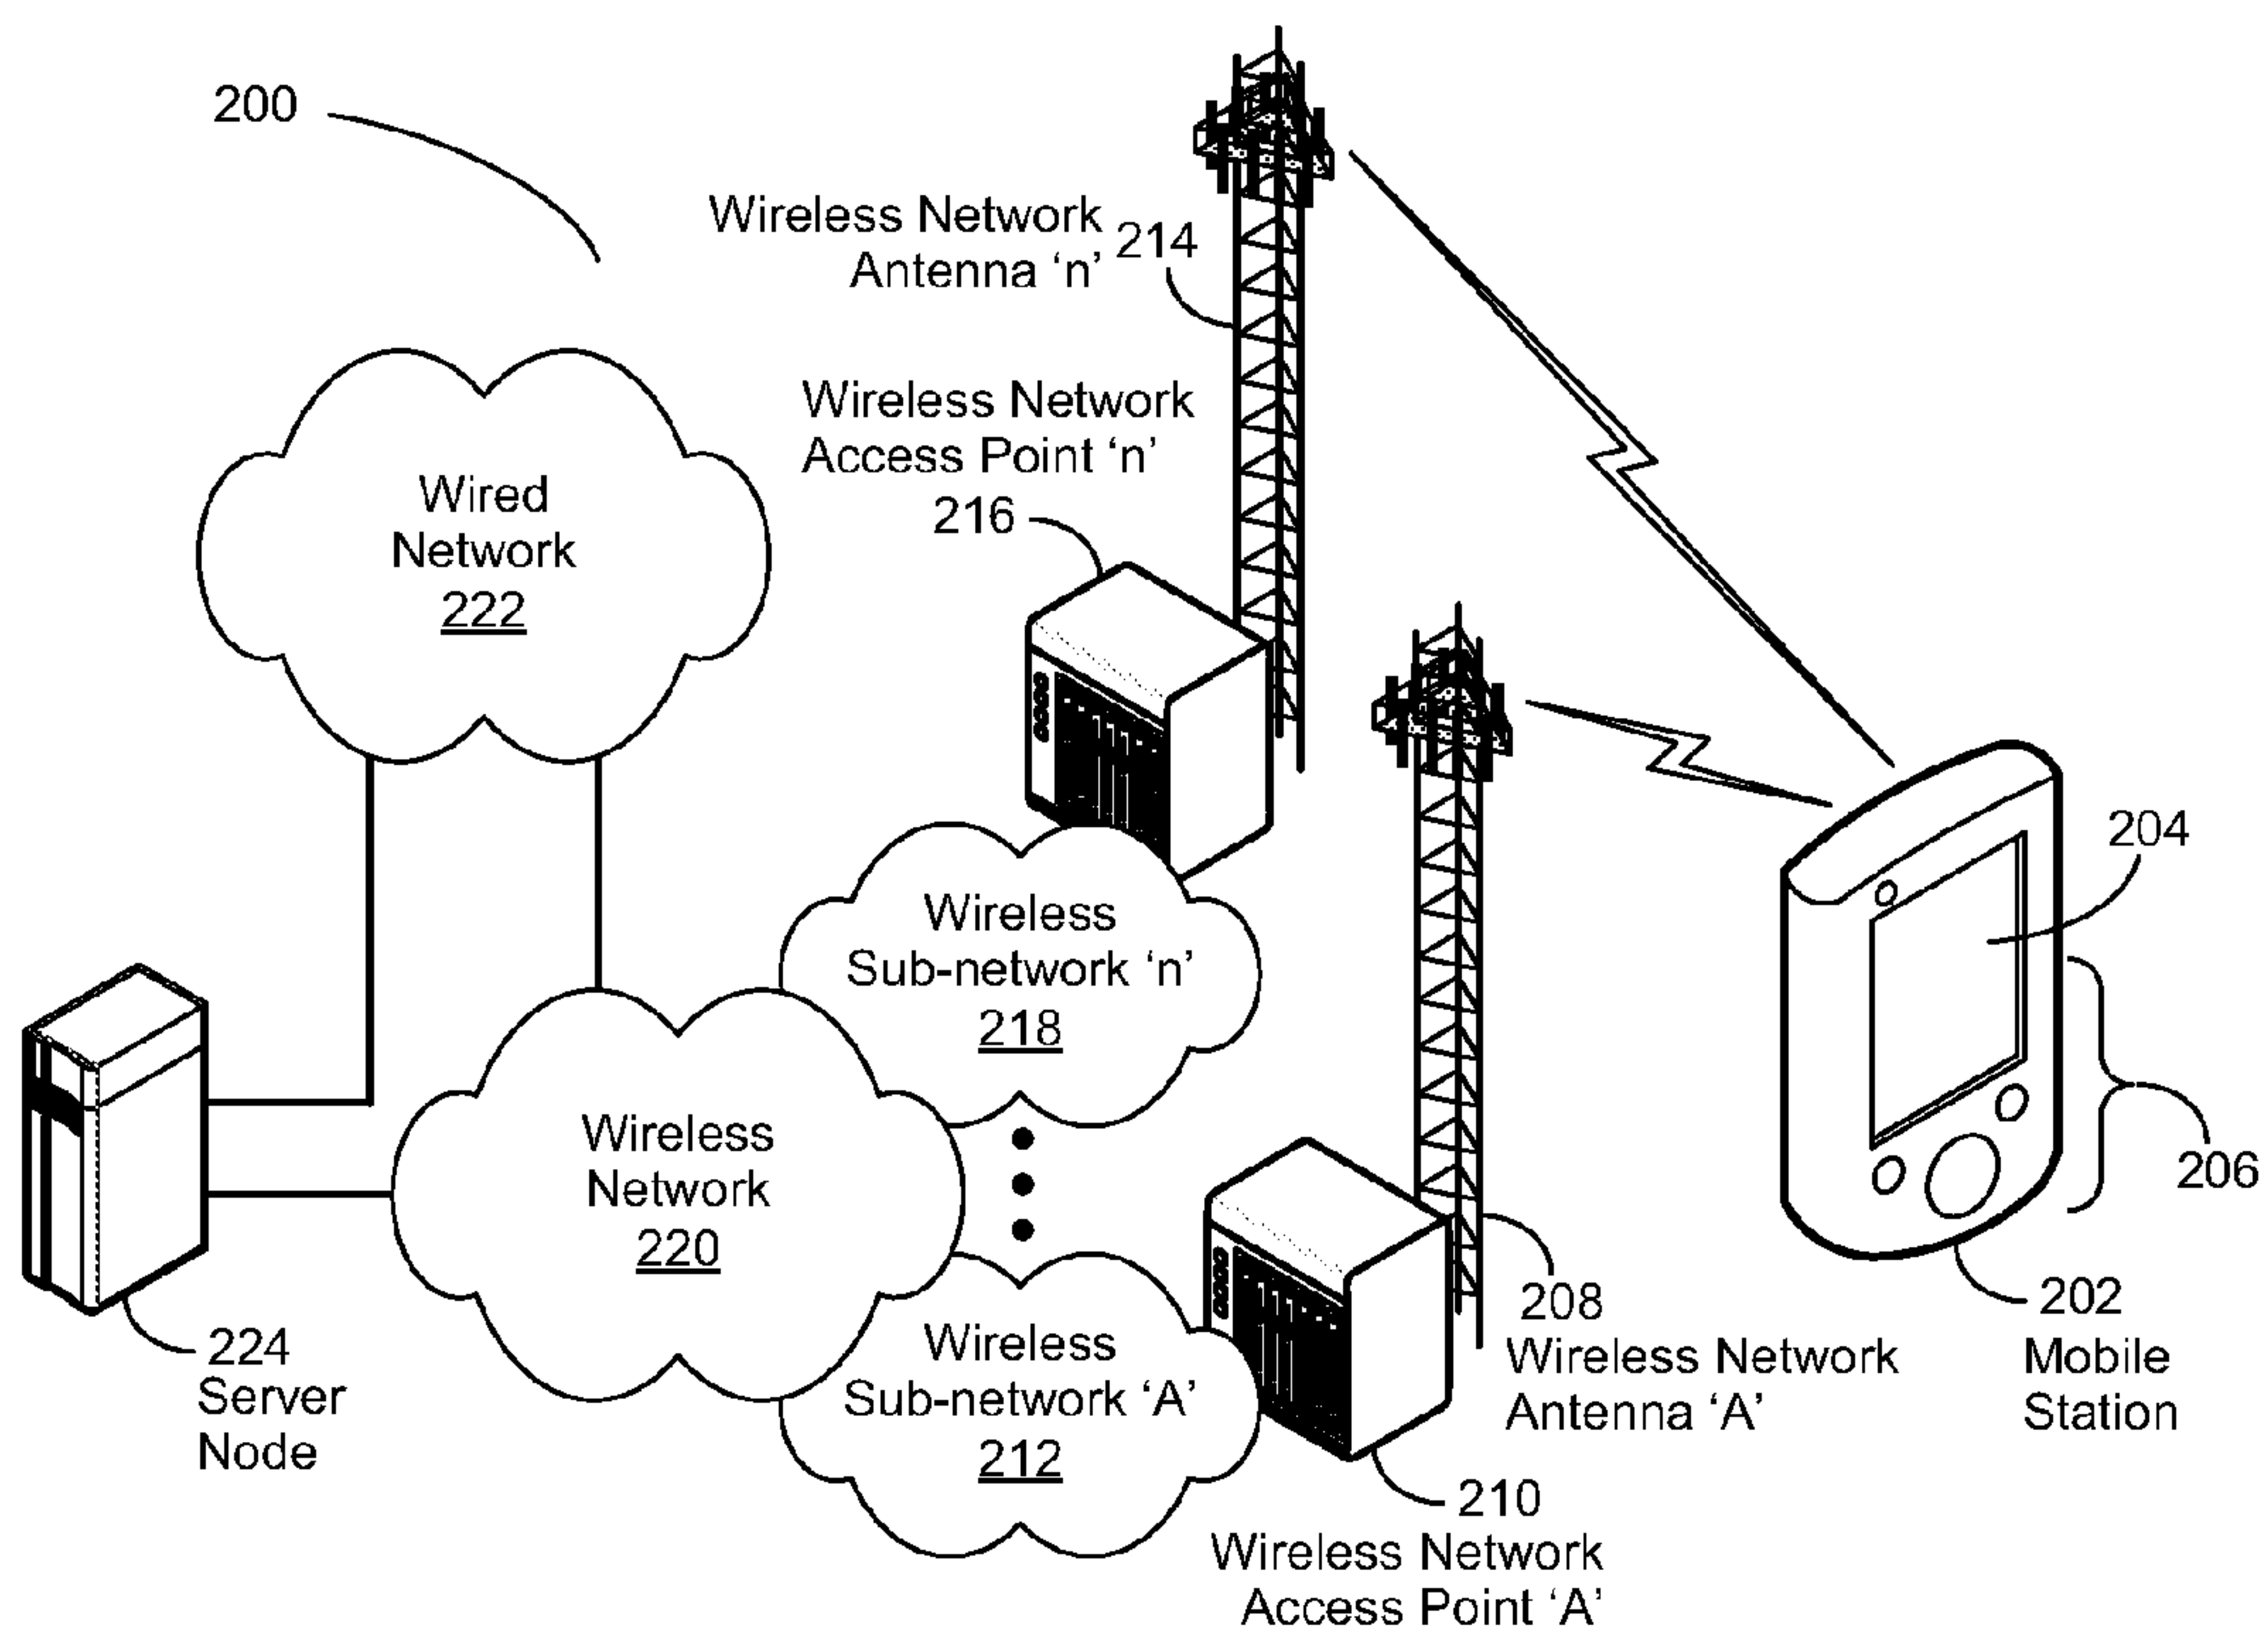 200
Wireless Network
Antenna ‘n’
214
Wireless Network
Access Point ‘n’
216
Wired
Network
222
204
Wireless
Sub-network ‘n’
218
Wireless
Network
220
206
208
Wireless Network
Antenna ‘A’
202
Mobile
Station
224
Server
Node
Wireless
Sub-network ‘A’
212
210
Wireless Network
Access Point ‘A’